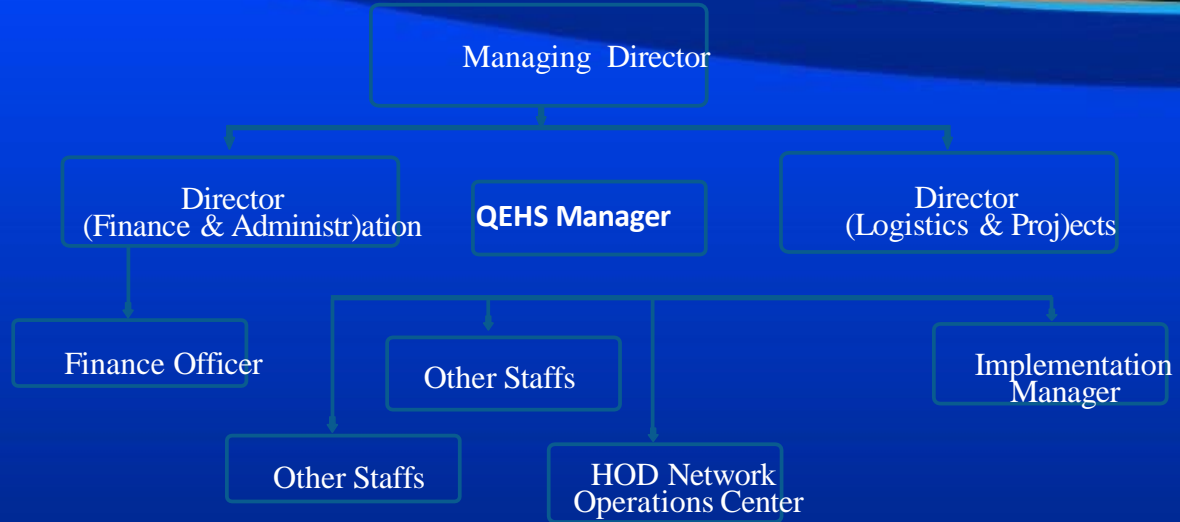 Managing Director
Director
(Finance & Administr)ation
QEHS Manager
Director
(Logistics & Proj)ects
Finance Officer
Other Staffs
Implementation
Manager
Other Staffs
HOD Network
Operations Center